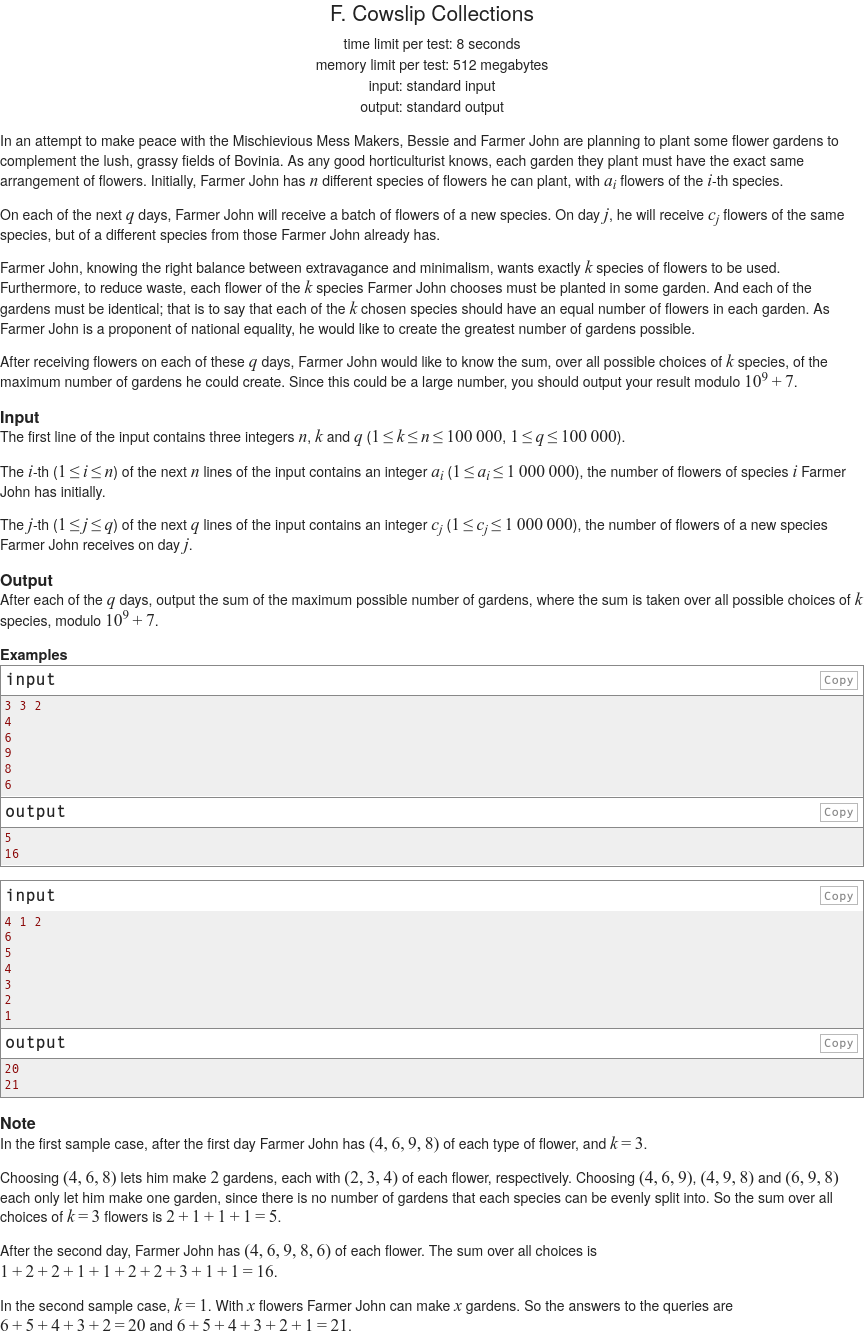 F. Cowslip Collections
time limit per test: 8 seconds
memory limit per test: 512 megabytes
input: standard input
output: standard output
In an attempt to make peace with the Mischievious Mess Makers, Bessie and Farmer John are planning to plant some flower gardens to
complement the lush, grassy fields of Bovinia. As any good horticulturist knows, each garden they plant must have the exact same
arrangement of flowers. Initially, Farmer John has n different species of flowers he can plant, with a_i flowers of the i-th species.
On each of the next q days, Farmer John will receive a batch of flowers of a new species. On day j, he will receive c_j flowers of the same
species, but of a different species from those Farmer John already has.
Farmer John, knowing the right balance between extravagance and minimalism, wants exactly k species of flowers to be used.
Furthermore, to reduce waste, each flower of the k species Farmer John chooses must be planted in some garden. And each of the
gardens must be identical; that is to say that each of the k chosen species should have an equal number of flowers in each garden. As
Farmer John is a proponent of national equality, he would like to create the greatest number of gardens possible.
After receiving flowers on each of these q days, Farmer John would like to know the sum, over all possible choices of k species, of the
maximum number of gardens he could create. Since this could be a large number, you should output your result modulo 10^9 + 7.
Input
The first line of the input contains three integers n, k and q (1 ≤ k ≤ n ≤ 100 000, 1 ≤ q ≤ 100 000).
The i-th (1 ≤ i ≤ n) of the next n lines of the input contains an integer a_i (1 ≤ a_i ≤ 1 000 000), the number of flowers of species i Farmer
John has initially.
The j-th (1 ≤ j ≤ q) of the next q lines of the input contains an integer c_j (1 ≤ c_j ≤ 1 000 000), the number of flowers of a new species
Farmer John receives on day j.
Output
After each of the q days, output the sum of the maximum possible number of gardens, where the sum is taken over all possible choices of k
species, modulo 10^9 + 7.
Examples
input
Copy
3 3 2
4
6
9
8
6
output
Copy
5
16
input
Copy
4 1 2
6
5
4
3
2
1
output
Copy
20
21
Note
In the first sample case, after the first day Farmer John has (4, 6, 9, 8) of each type of flower, and k = 3.
Choosing (4, 6, 8) lets him make 2 gardens, each with (2, 3, 4) of each flower, respectively. Choosing (4, 6, 9), (4, 9, 8) and (6, 9, 8)
each only let him make one garden, since there is no number of gardens that each species can be evenly split into. So the sum over all
choices of k = 3 flowers is 2 + 1 + 1 + 1 = 5.
After the second day, Farmer John has (4, 6, 9, 8, 6) of each flower. The sum over all choices is
1 + 2 + 2 + 1 + 1 + 2 + 2 + 3 + 1 + 1 = 16.
In the second sample case, k = 1. With x flowers Farmer John can make x gardens. So the answers to the queries are
6 + 5 + 4 + 3 + 2 = 20 and 6 + 5 + 4 + 3 + 2 + 1 = 21.